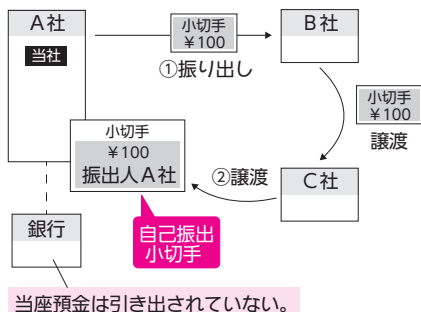 A社
当社
小切手
￥100
①振り出し
B社
小切手
￥100
譲渡
小切手
￥100
振出人A社
②譲渡
C社
自己振出
小切手
銀行
当座預金は引き出されていない。